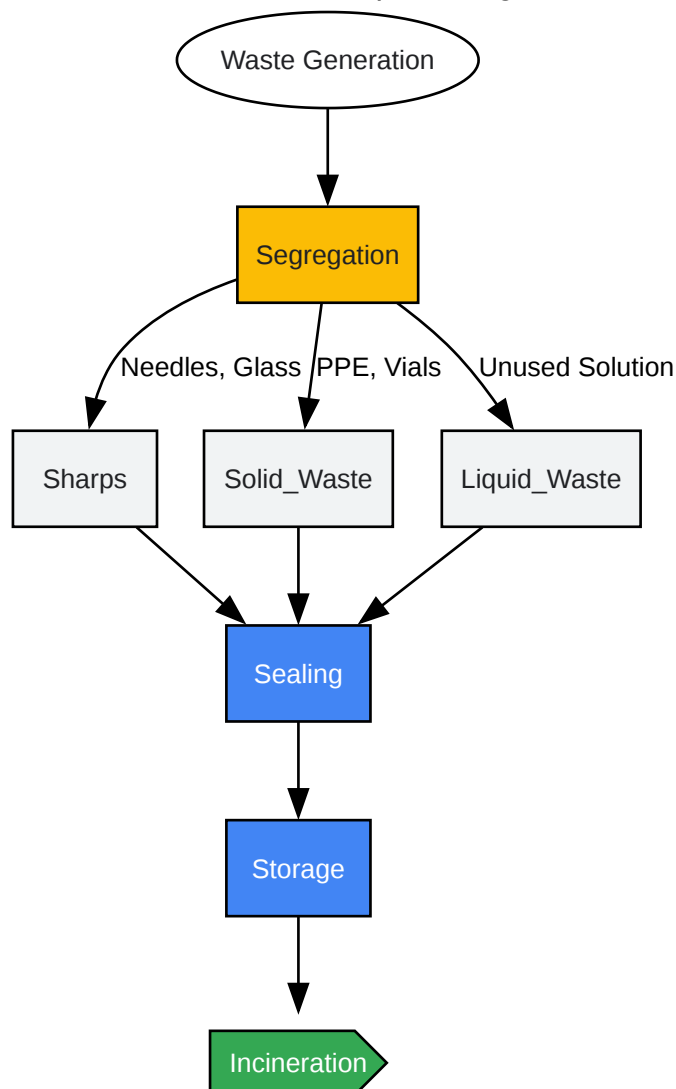 Waste Generation
Segregation
Needles, Glass
PPE, Vials
Unused Solution
Sharps
Solid_Waste
Liquid_Waste
Sealing
Storage
Incineration